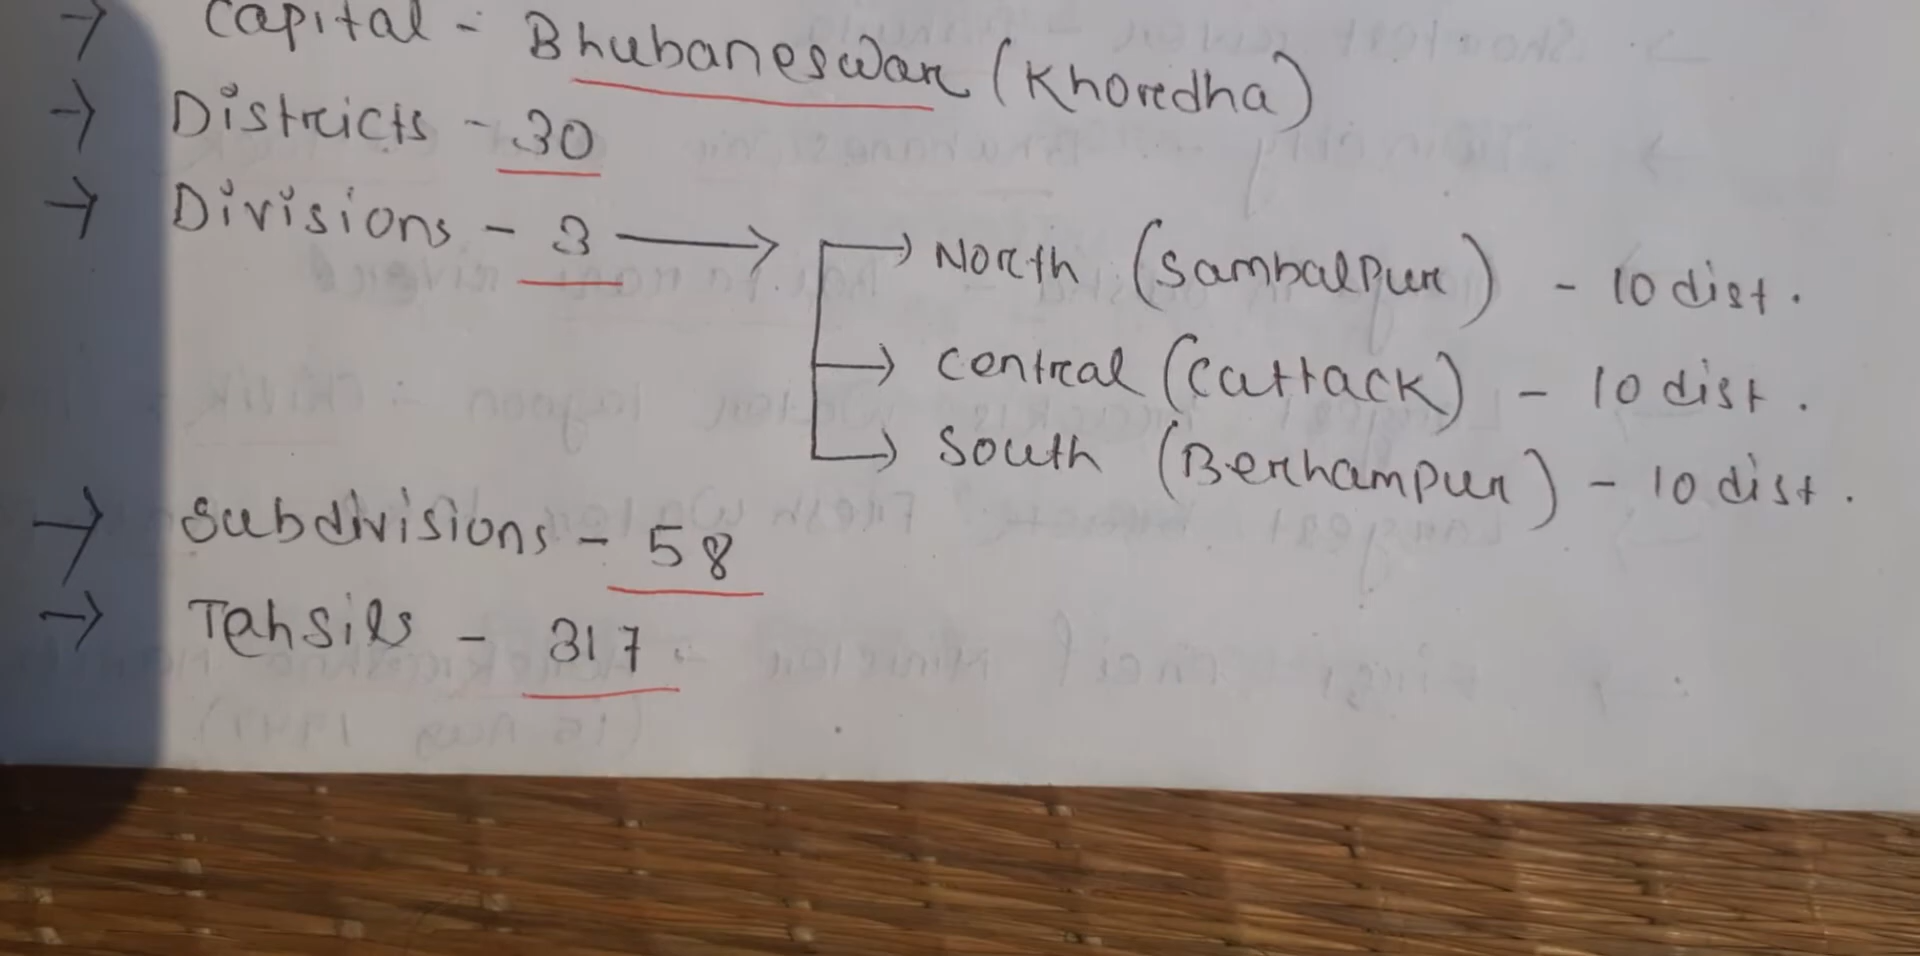 → Capital - Bhubaneswar (Khordha)
→ Districts - 30
→ Divisions - 3 → → North (Sambalpur) - 10 dist.
→ Central (Cuttack) - 10 dist.
→ South (Berhampur) - 10 dist.
→ Subdivisions - 58
→ Tehsils - 317